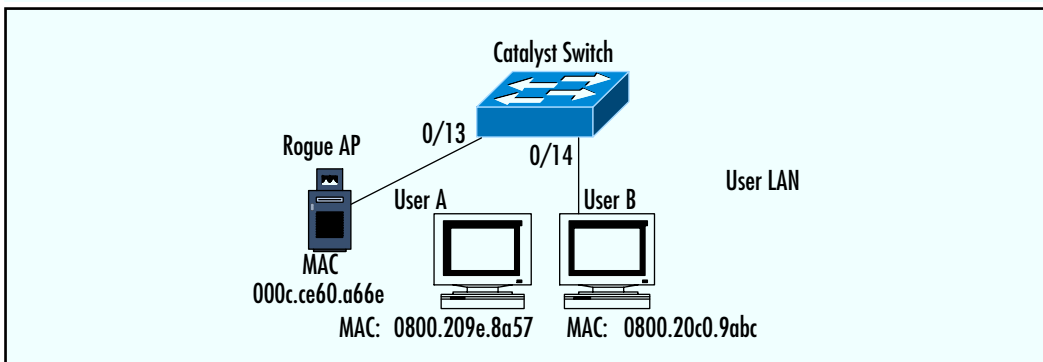 Catalyst Switch
0/13
Rogue AP
0/14
User LAN
User A
User B
MAC
000c.ce60.a66e
MAC: 0800.209e.8a57
MAC: 0800.20c0.9abc